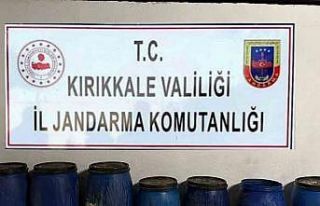 T.C.
KIRIKKALE VALİLİĞİ
İL JANDARMA KOMUTANLIĞI